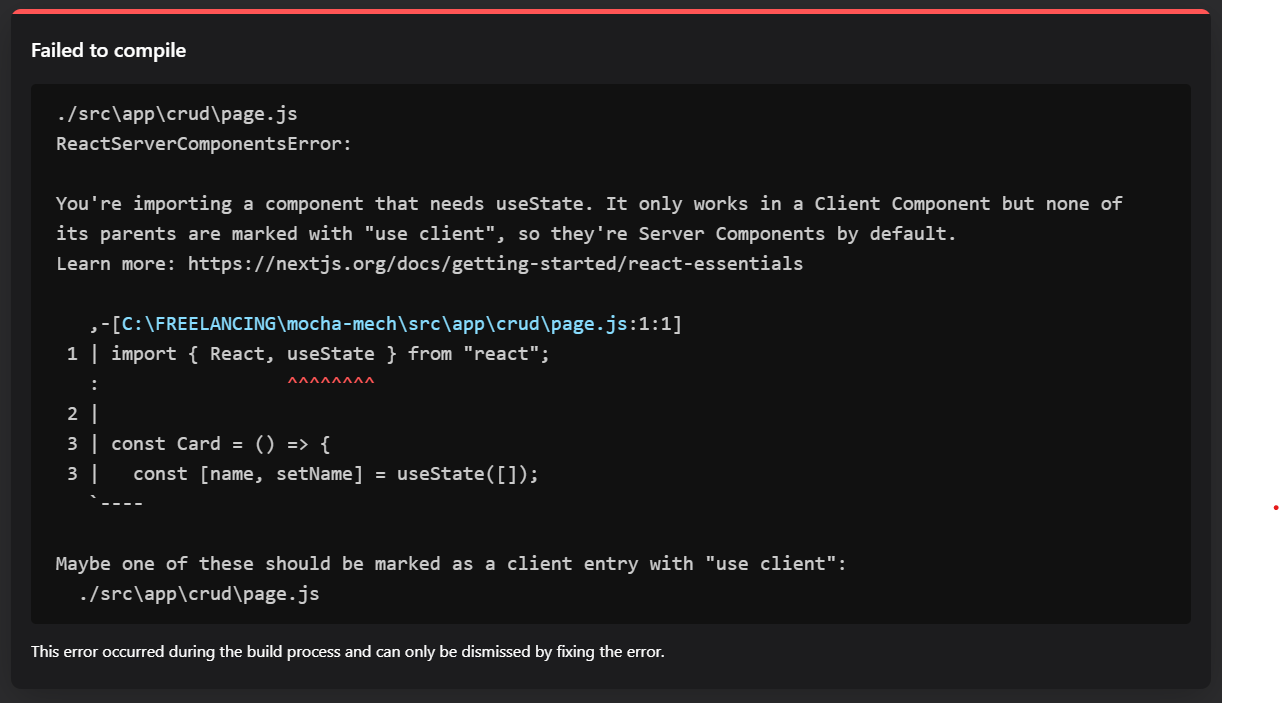 Failed to compile
./src\app\crud\page.js
ReactServerComponentsError:
You're importing a component that needs useState. It only works in a Client Component but none of
its parents are marked with "use client", so they're Server Components by default.
Learn more: https://nextjs.org/docs/getting-started/react-essentials
,-[C:\FREELANCING\mocha-mech\src\app\crud\page.js:1:1]
1 | import { React, useState } from "react";
: ^^^^^^^^
2 |
3 | const Card = () => {
3 |   const [name, setName] = useState([]);
`----
Maybe one of these should be marked as a client entry with "use client":
./src\app\crud\page.js
This error occurred during the build process and can only be dismissed by fixing the error.